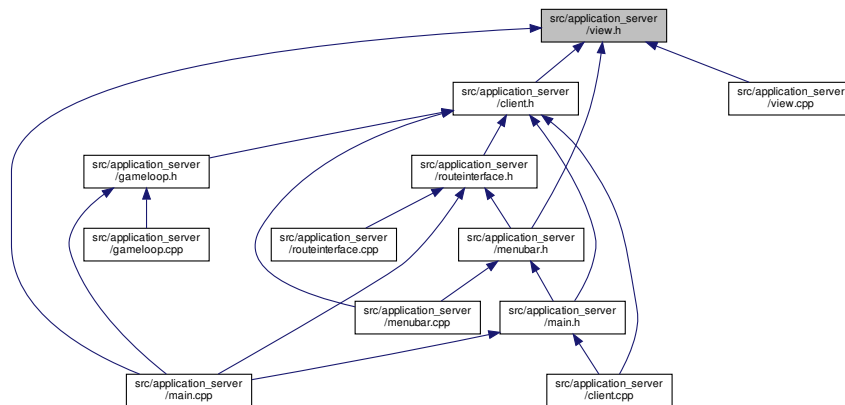 src/application_server
/view.h
src/application_server
/client.h
src/application_server
/view.cpp
src/application_server
/gameloop.h
src/application_server
/routeinterface.h
src/application_server
/gameloop.cpp
src/application_server
/routeinterface.cpp
src/application_server
/menubar.h
src/application_server
/menubar.cpp
src/application_server
/main.h
src/application_server
/main.cpp
src/application_server
/client.cpp